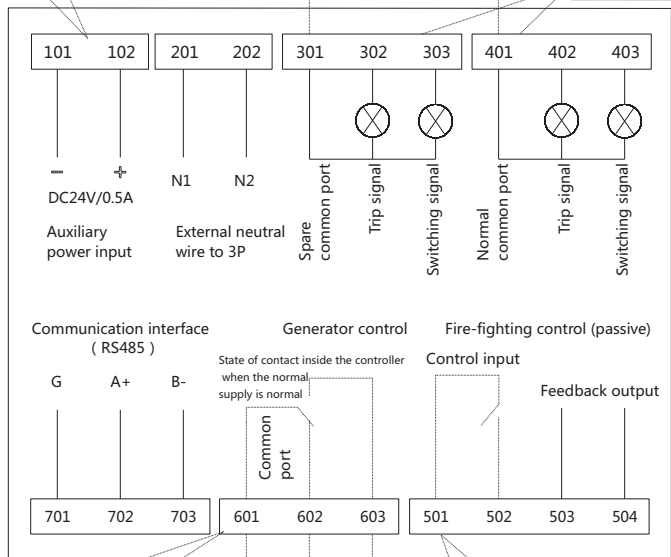 101 102 201 202 301 302 303 401 402 403
− +
DC24V/0.5A
N1 N2
Auxiliary
power input
External neutral
wire to 3P
Spare
common port
Trip signal
Switching signal
Normal
common port
Trip signal
Switching signal
Communication interface
( RS485 )
G A+ B-
Generator control
State of contact inside the controller
when the normal
supply is normal
Common
port
Fire-fighting control (passive)
Control input
Feedback output
701 702 703 601 602 603 501 502 503 504